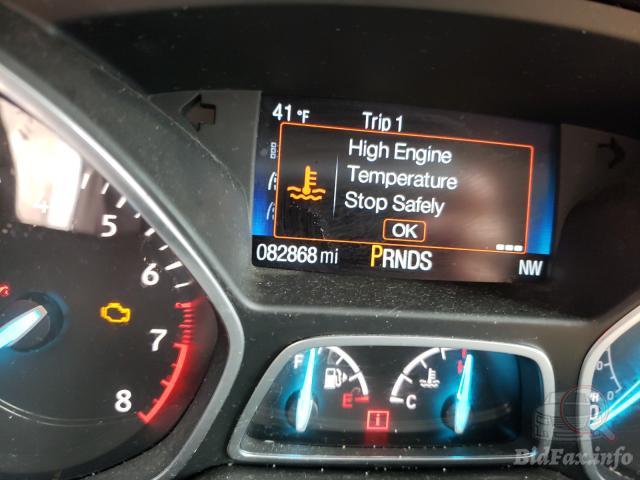 41 °F Trip 1
High Engine
Temperature
Stop Safely
OK
082868 mi PRNDS NW
4
5
6
7
8
F
E
C
H
BidFax.info